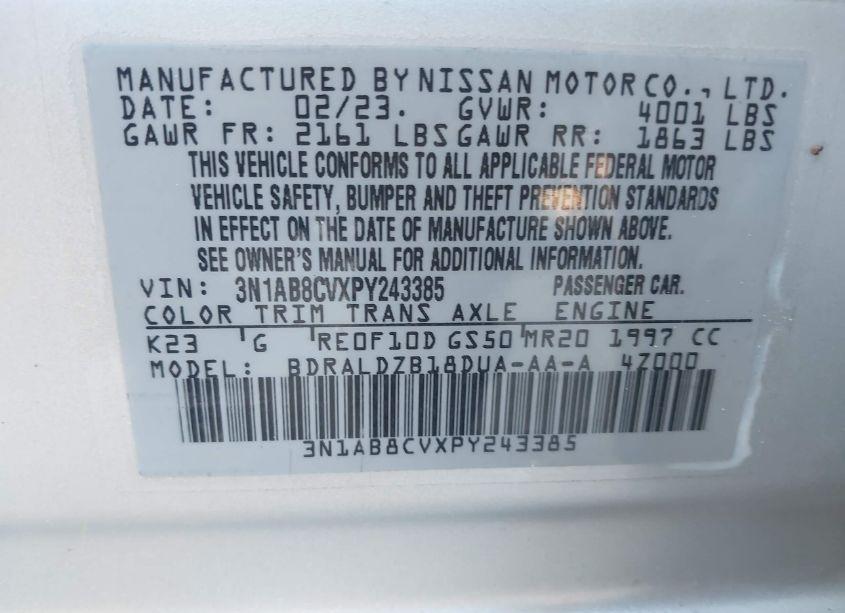 MANUFACTURED BY NISSAN MOTOR CO., LTD.
DATE: 02/23. GVWR: 4001 LBS
GAWR FR: 2161 LBS GAWR RR: 1863 LBS
THIS VEHICLE CONFORMS TO ALL APPLICABLE FEDERAL MOTOR
VEHICLE SAFETY, BUMPER AND THEFT PREVENTION STANDARDS
IN EFFECT ON THE DATE OF MANUFACTURE SHOWN ABOVE.
SEE OWNER'S MANUAL FOR ADDITIONAL INFORMATION.
VIN: 3N1AB8CVXPY243385 PASSENGER CAR.
COLOR TRIM TRANS AXLE ENGINE
K23 G RE0F10D GS50 MR20 1997 CC
MODEL: BDRALDZB18DUA-AA-A 4Z000
3N1AB8CVXPY243385